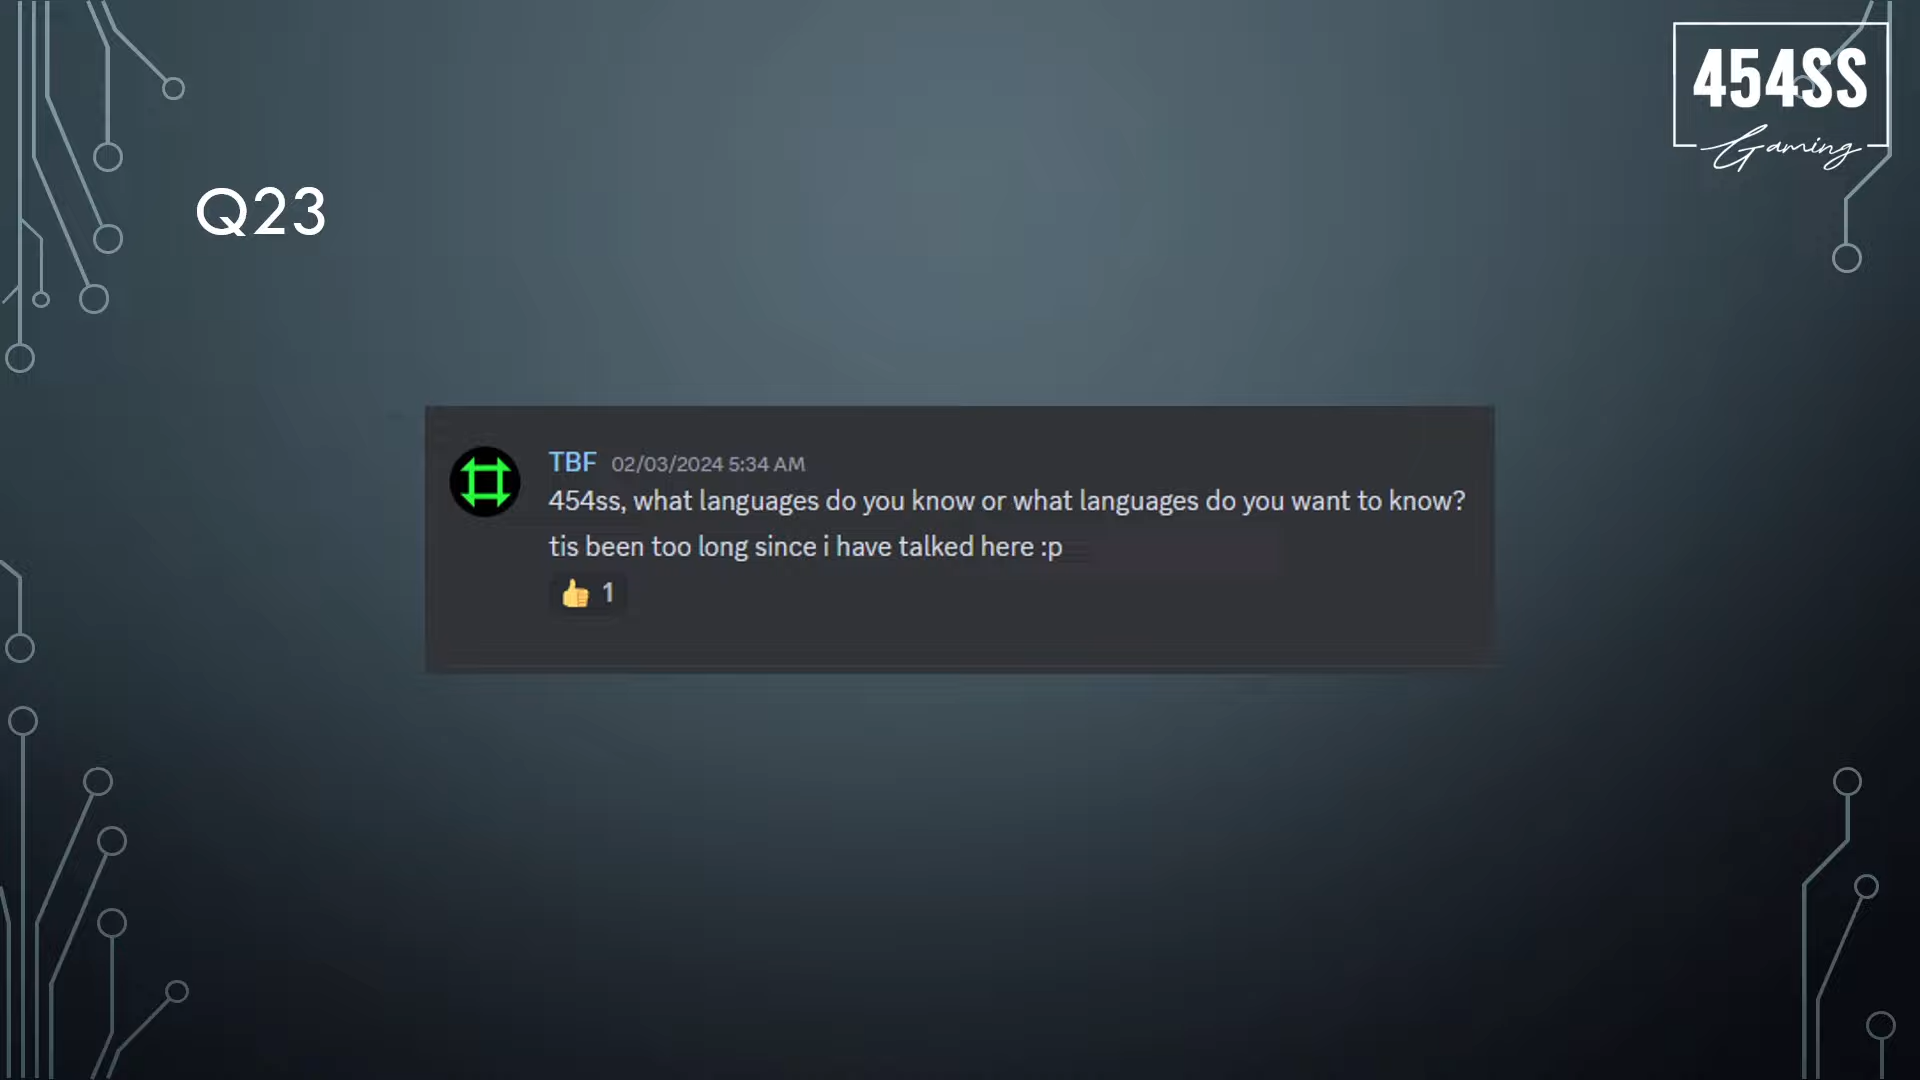 454SS
Gaming
Q23
TBF 02/03/2024 5:34 AM
454ss, what languages do you know or what languages do you want to know?
tis been too long since i have talked here :p
👍 1